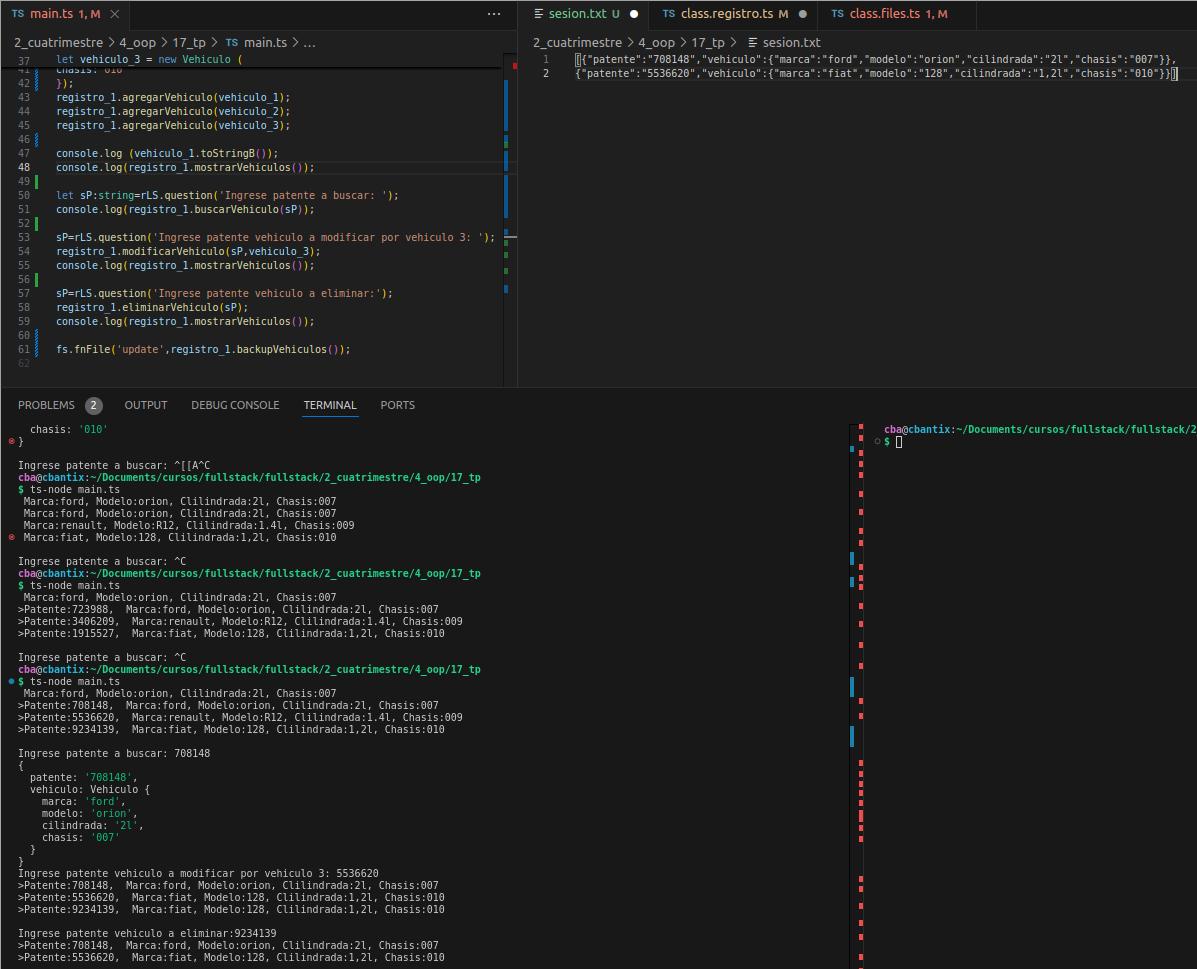 TS main.ts 1, M
2_cuatrimestre > 4_oop > 17_tp > TS main.ts > ...
37 let vehiculo_3 = new Vehiculo (
41 chasis: '010'
42 });
43 registro_1.agregarVehiculo(vehiculo_1);
44 registro_1.agregarVehiculo(vehiculo_2);
45 registro_1.agregarVehiculo(vehiculo_3);
46
47 console.log (vehiculo_1.toStringB());
48 console.log(registro_1.mostrarVehiculos());
49
50 let sP:string=rLS.question('Ingrese patente a buscar: ');
51 console.log(registro_1.buscarVehiculo(sP));
52
53 sP=rLS.question('Ingrese patente vehiculo a modificar por vehiculo 3: ');
54 registro_1.modificarVehiculo(sP,vehiculo_3);
55 console.log(registro_1.mostrarVehiculos());
56
57 sP=rLS.question('Ingrese patente vehiculo a eliminar:');
58 registro_1.eliminarVehiculo(sP);
59 console.log(registro_1.mostrarVehiculos());
60
61 fs.fnFile('update',registro_1.backupVehiculos());
62
sesion.txt U
TS class.registro.ts M
TS class.files.ts 1, M
2_cuatrimestre > 4_oop > 17_tp > sesion.txt
1 [{"patente":"708148","vehiculo":{"marca":"ford","modelo":"orion","cilindrada":"2l","chasis":"007"}},
2 {"patente":"5536620","vehiculo":{"marca":"fiat","modelo":"128","cilindrada":"1,2l","chasis":"010"}}]
PROBLEMS 2 OUTPUT DEBUG CONSOLE TERMINAL PORTS
chasis: '010'
}
Ingrese patente a buscar: ^[[A^C
cba@cbantix:~/Documents/cursos/fullstack/fullstack/2_cuatrimestre/4_oop/17_tp
$ ts-node main.ts
Marca:ford, Modelo:orion, Clilindrada:2l, Chasis:007
Marca:ford, Modelo:orion, Clilindrada:2l, Chasis:007
Marca:renault, Modelo:R12, Clilindrada:1.4l, Chasis:009
Marca:fiat, Modelo:128, Clilindrada:1,2l, Chasis:010
Ingrese patente a buscar: ^C
cba@cbantix:~/Documents/cursos/fullstack/fullstack/2_cuatrimestre/4_oop/17_tp
$ ts-node main.ts
Marca:ford, Modelo:orion, Clilindrada:2l, Chasis:007
>Patente:723988, Marca:ford, Modelo:orion, Clilindrada:2l, Chasis:007
>Patente:3406209, Marca:renault, Modelo:R12, Clilindrada:1.4l, Chasis:009
>Patente:1915527, Marca:fiat, Modelo:128, Clilindrada:1,2l, Chasis:010
Ingrese patente a buscar: ^C
cba@cbantix:~/Documents/cursos/fullstack/fullstack/2_cuatrimestre/4_oop/17_tp
$ ts-node main.ts
Marca:ford, Modelo:orion, Clilindrada:2l, Chasis:007
>Patente:708148, Marca:ford, Modelo:orion, Clilindrada:2l, Chasis:007
>Patente:5536620, Marca:renault, Modelo:R12, Clilindrada:1.4l, Chasis:009
>Patente:9234139, Marca:fiat, Modelo:128, Clilindrada:1,2l, Chasis:010
Ingrese patente a buscar: 708148
{
patente: '708148',
vehiculo: Vehiculo {
marca: 'ford',
modelo: 'orion',
cilindrada: '2l',
chasis: '007'
}
}
Ingrese patente vehiculo a modificar por vehiculo 3: 5536620
>Patente:708148, Marca:ford, Modelo:orion, Clilindrada:2l, Chasis:007
>Patente:5536620, Marca:fiat, Modelo:128, Clilindrada:1,2l, Chasis:010
>Patente:9234139, Marca:fiat, Modelo:128, Clilindrada:1,2l, Chasis:010
Ingrese patente vehiculo a eliminar:9234139
>Patente:708148, Marca:ford, Modelo:orion, Clilindrada:2l, Chasis:007
>Patente:5536620, Marca:fiat, Modelo:128, Clilindrada:1,2l, Chasis:010
cba@cbantix:~/Documents/cursos/fullstack/fullstack/2
$